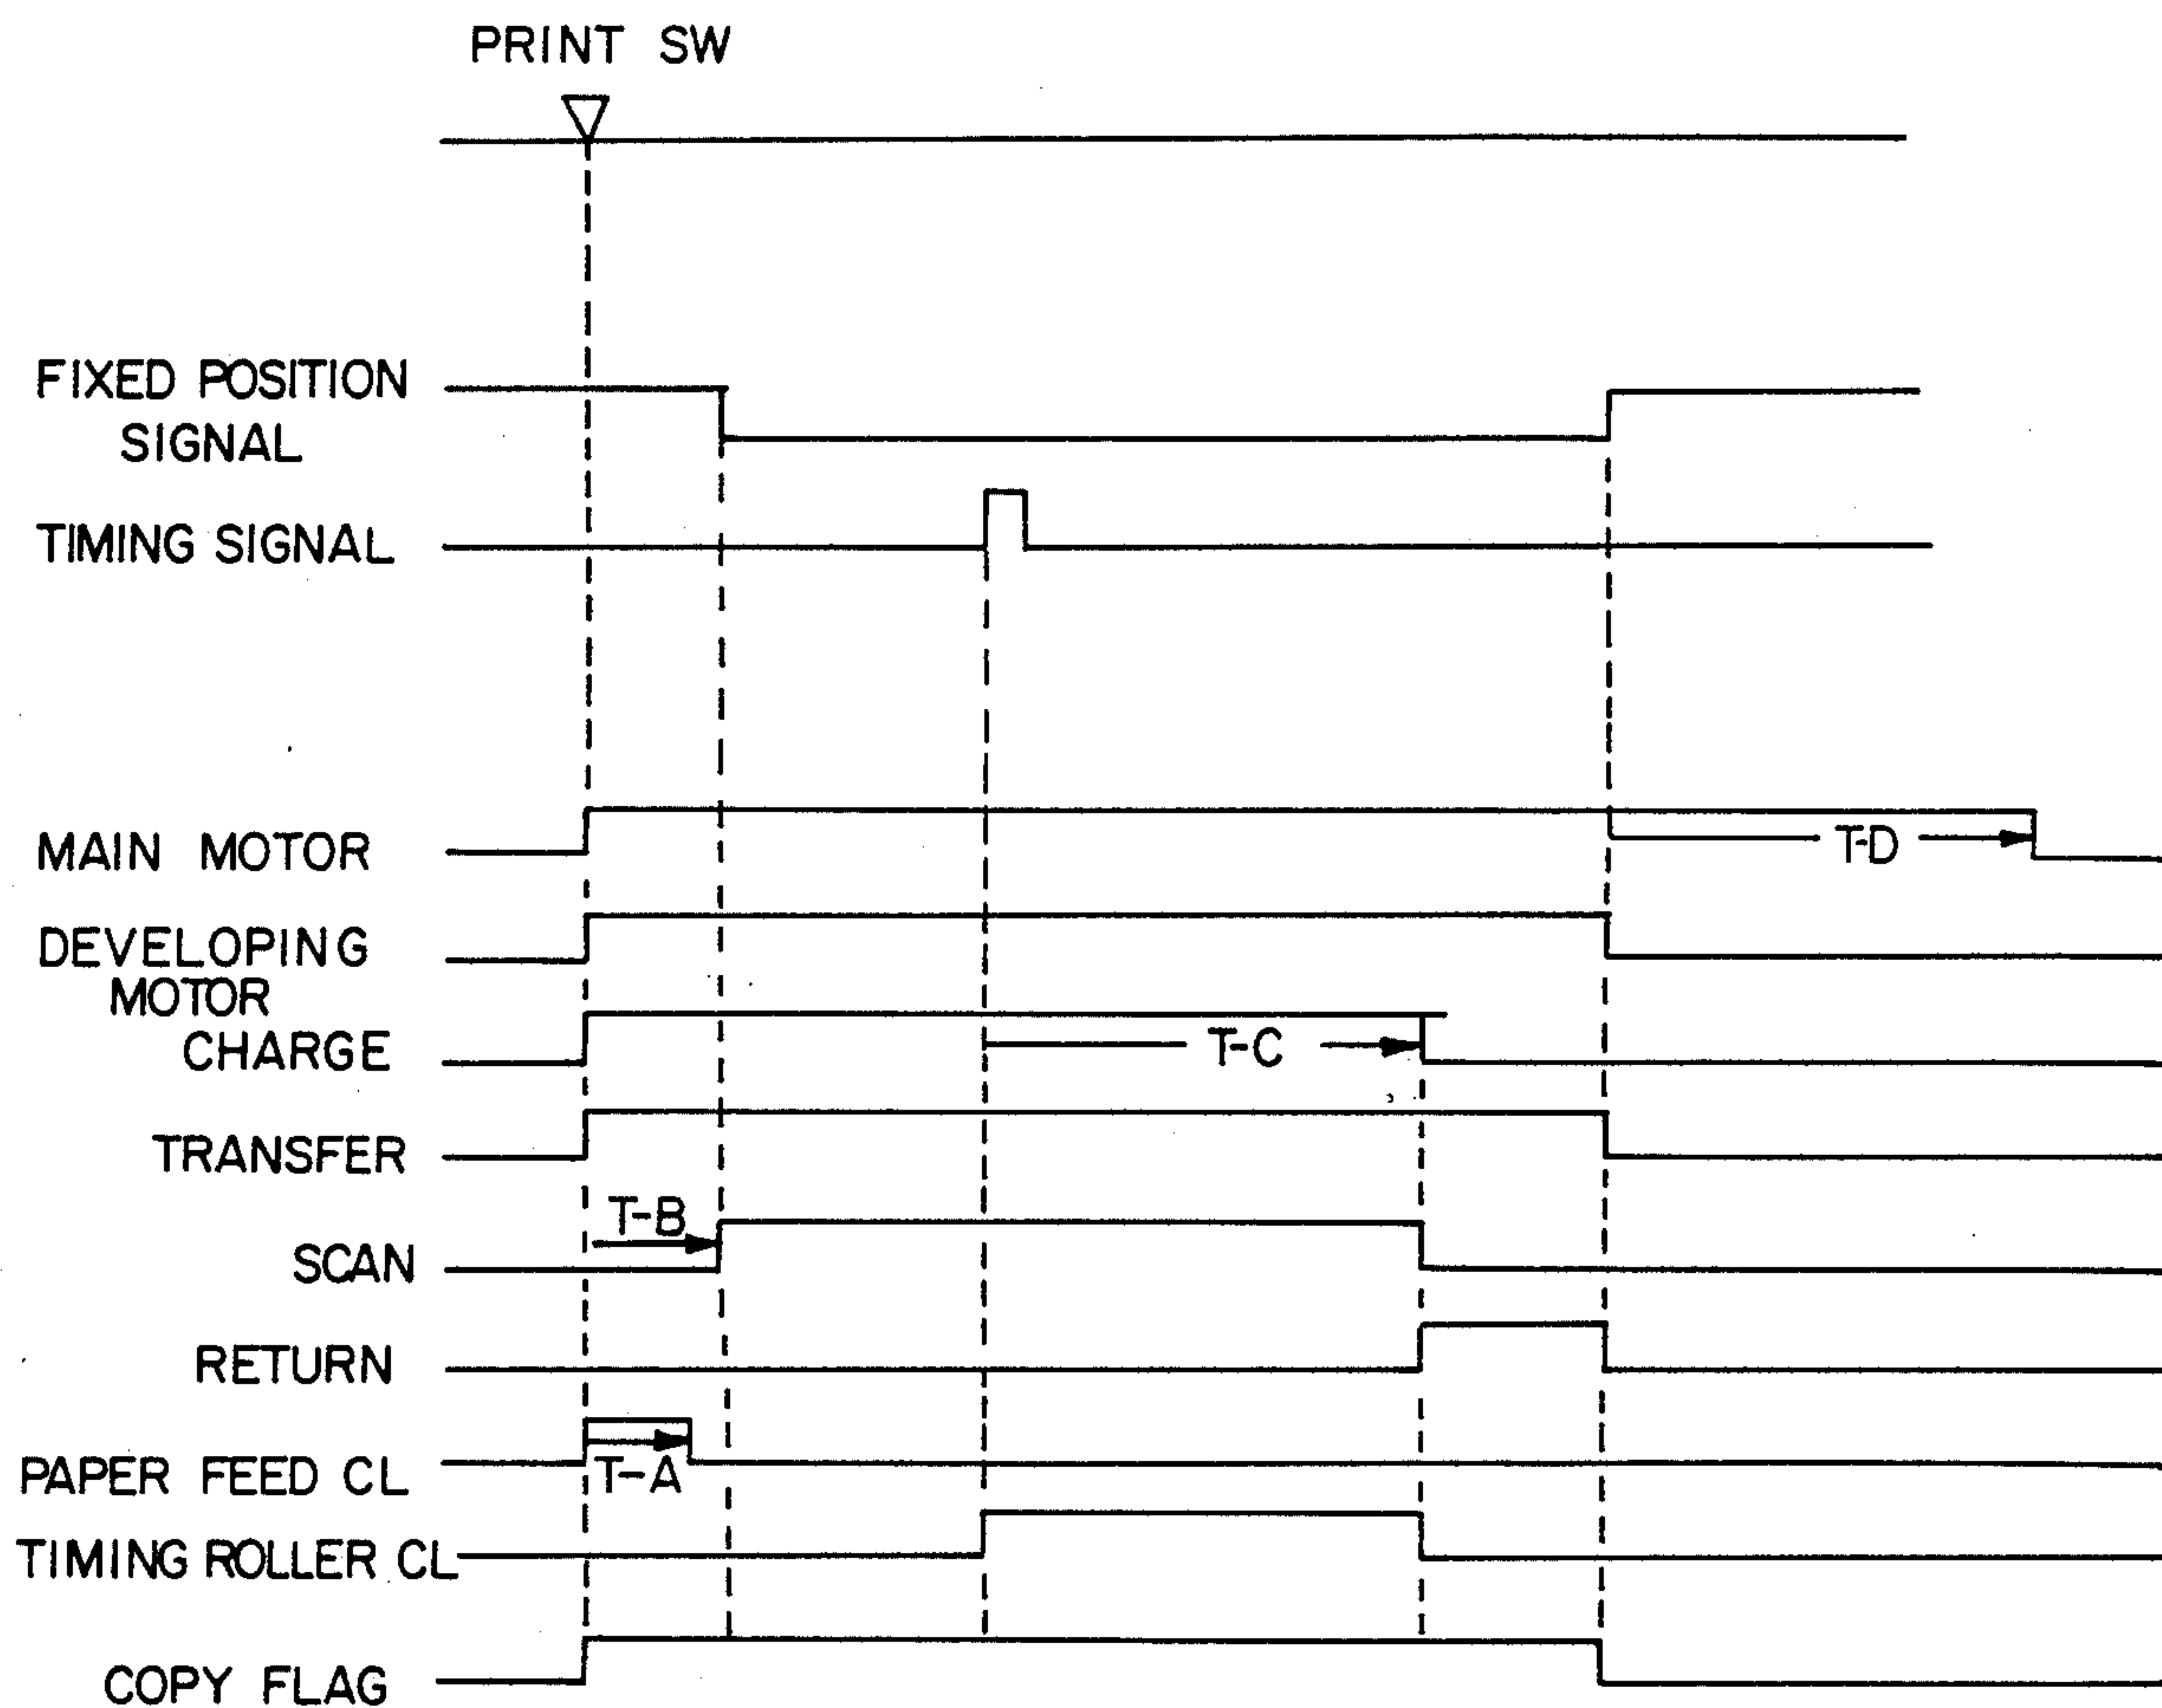 PRINT SW
FIXED POSITION
SIGNAL
TIMING SIGNAL
MAIN MOTOR
T-D
DEVELOPING
MOTOR
CHARGE
T-C
TRANSFER
T-B
SCAN
RETURN
PAPER FEED CL
T-A
TIMING ROLLER CL
COPY FLAG